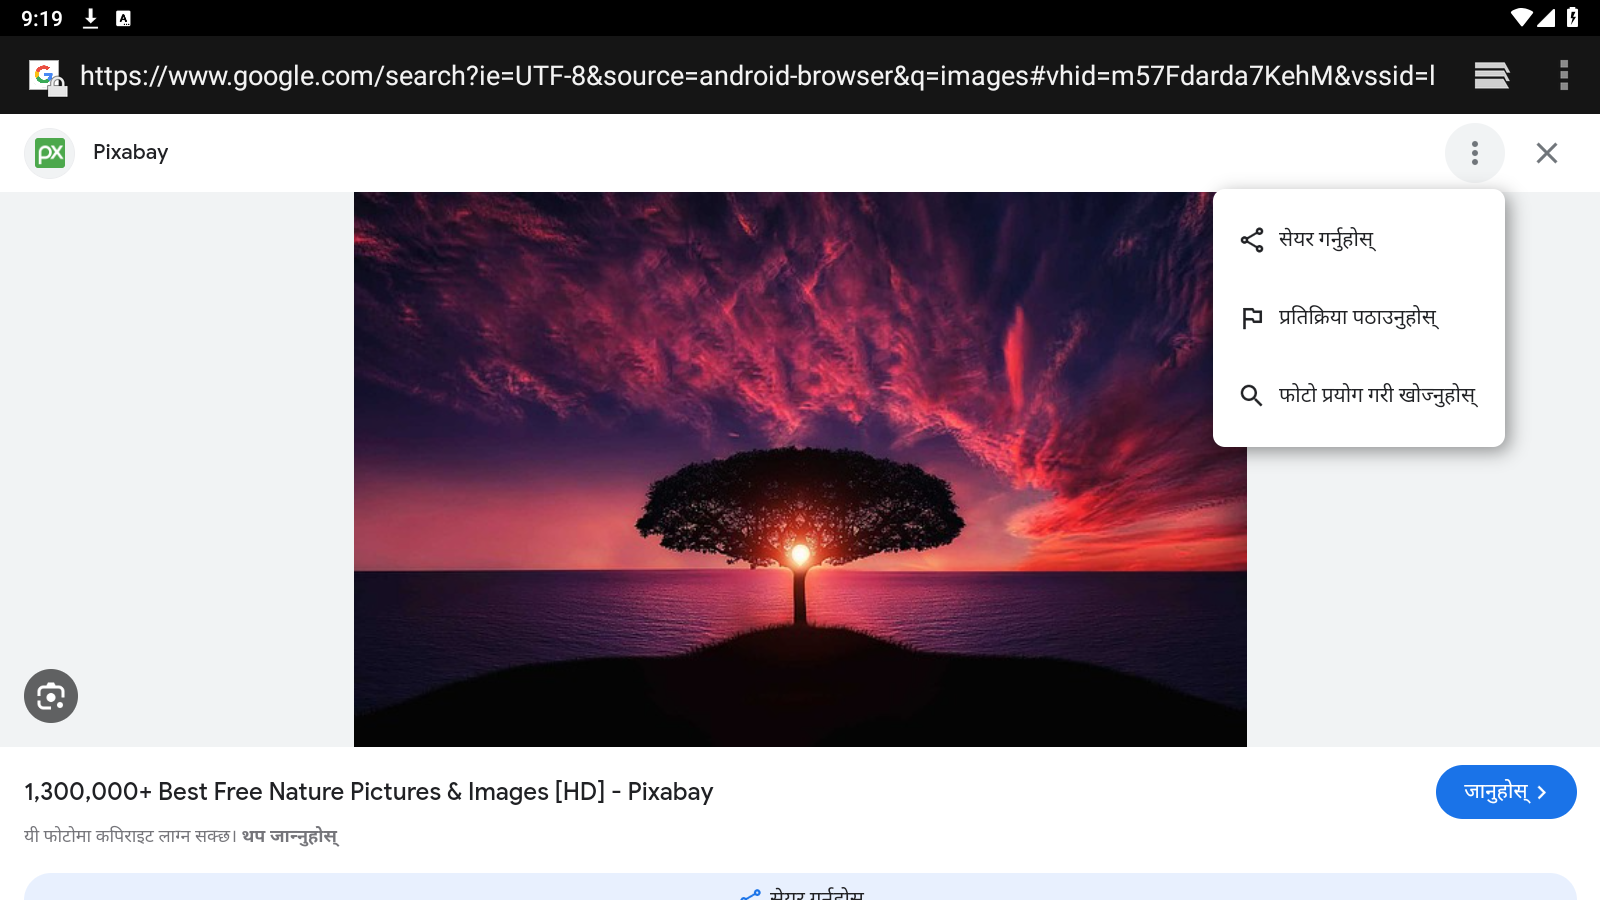 9:19
https://www.google.com/search?ie=UTF-8&source=android-browser&q=images#vhid=m57Fdarda7KehM&vssid=l
Pixabay
सेयर गर्नुहोस्
प्रतिक्रिया पठाउनुहोस्
फोटो प्रयोग गरी खोज्नुहोस्
1,300,000+ Best Free Nature Pictures & Images [HD] - Pixabay
जानुहोस्
यी फोटोमा कपिराइट लाग्न सक्छ। थप जान्नुहोस्
सेयर गर्नुहोस्